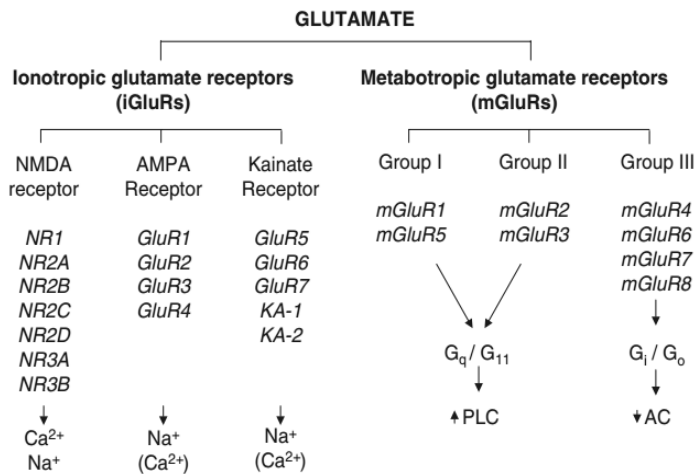 GLUTAMATE
Ionotropic glutamate receptors
(iGluRs)
Metabotropic glutamate receptors
(mGluRs)
NMDA
receptor
AMPA
Receptor
Kainate
Receptor
Group I
Group II
Group III
NR1
NR2A
NR2B
NR2C
NR2D
NR3A
NR3B
GluR1
GluR2
GluR3
GluR4
GluR5
GluR6
GluR7
KA-1
KA-2
mGluR1
mGluR5
mGluR2
mGluR3
mGluR4
mGluR6
mGluR7
mGluR8
Gq / G11
Gi / Go
PLC
AC
Ca²⁺
Na⁺
Na⁺
(Ca²⁺)
Na⁺
(Ca²⁺)